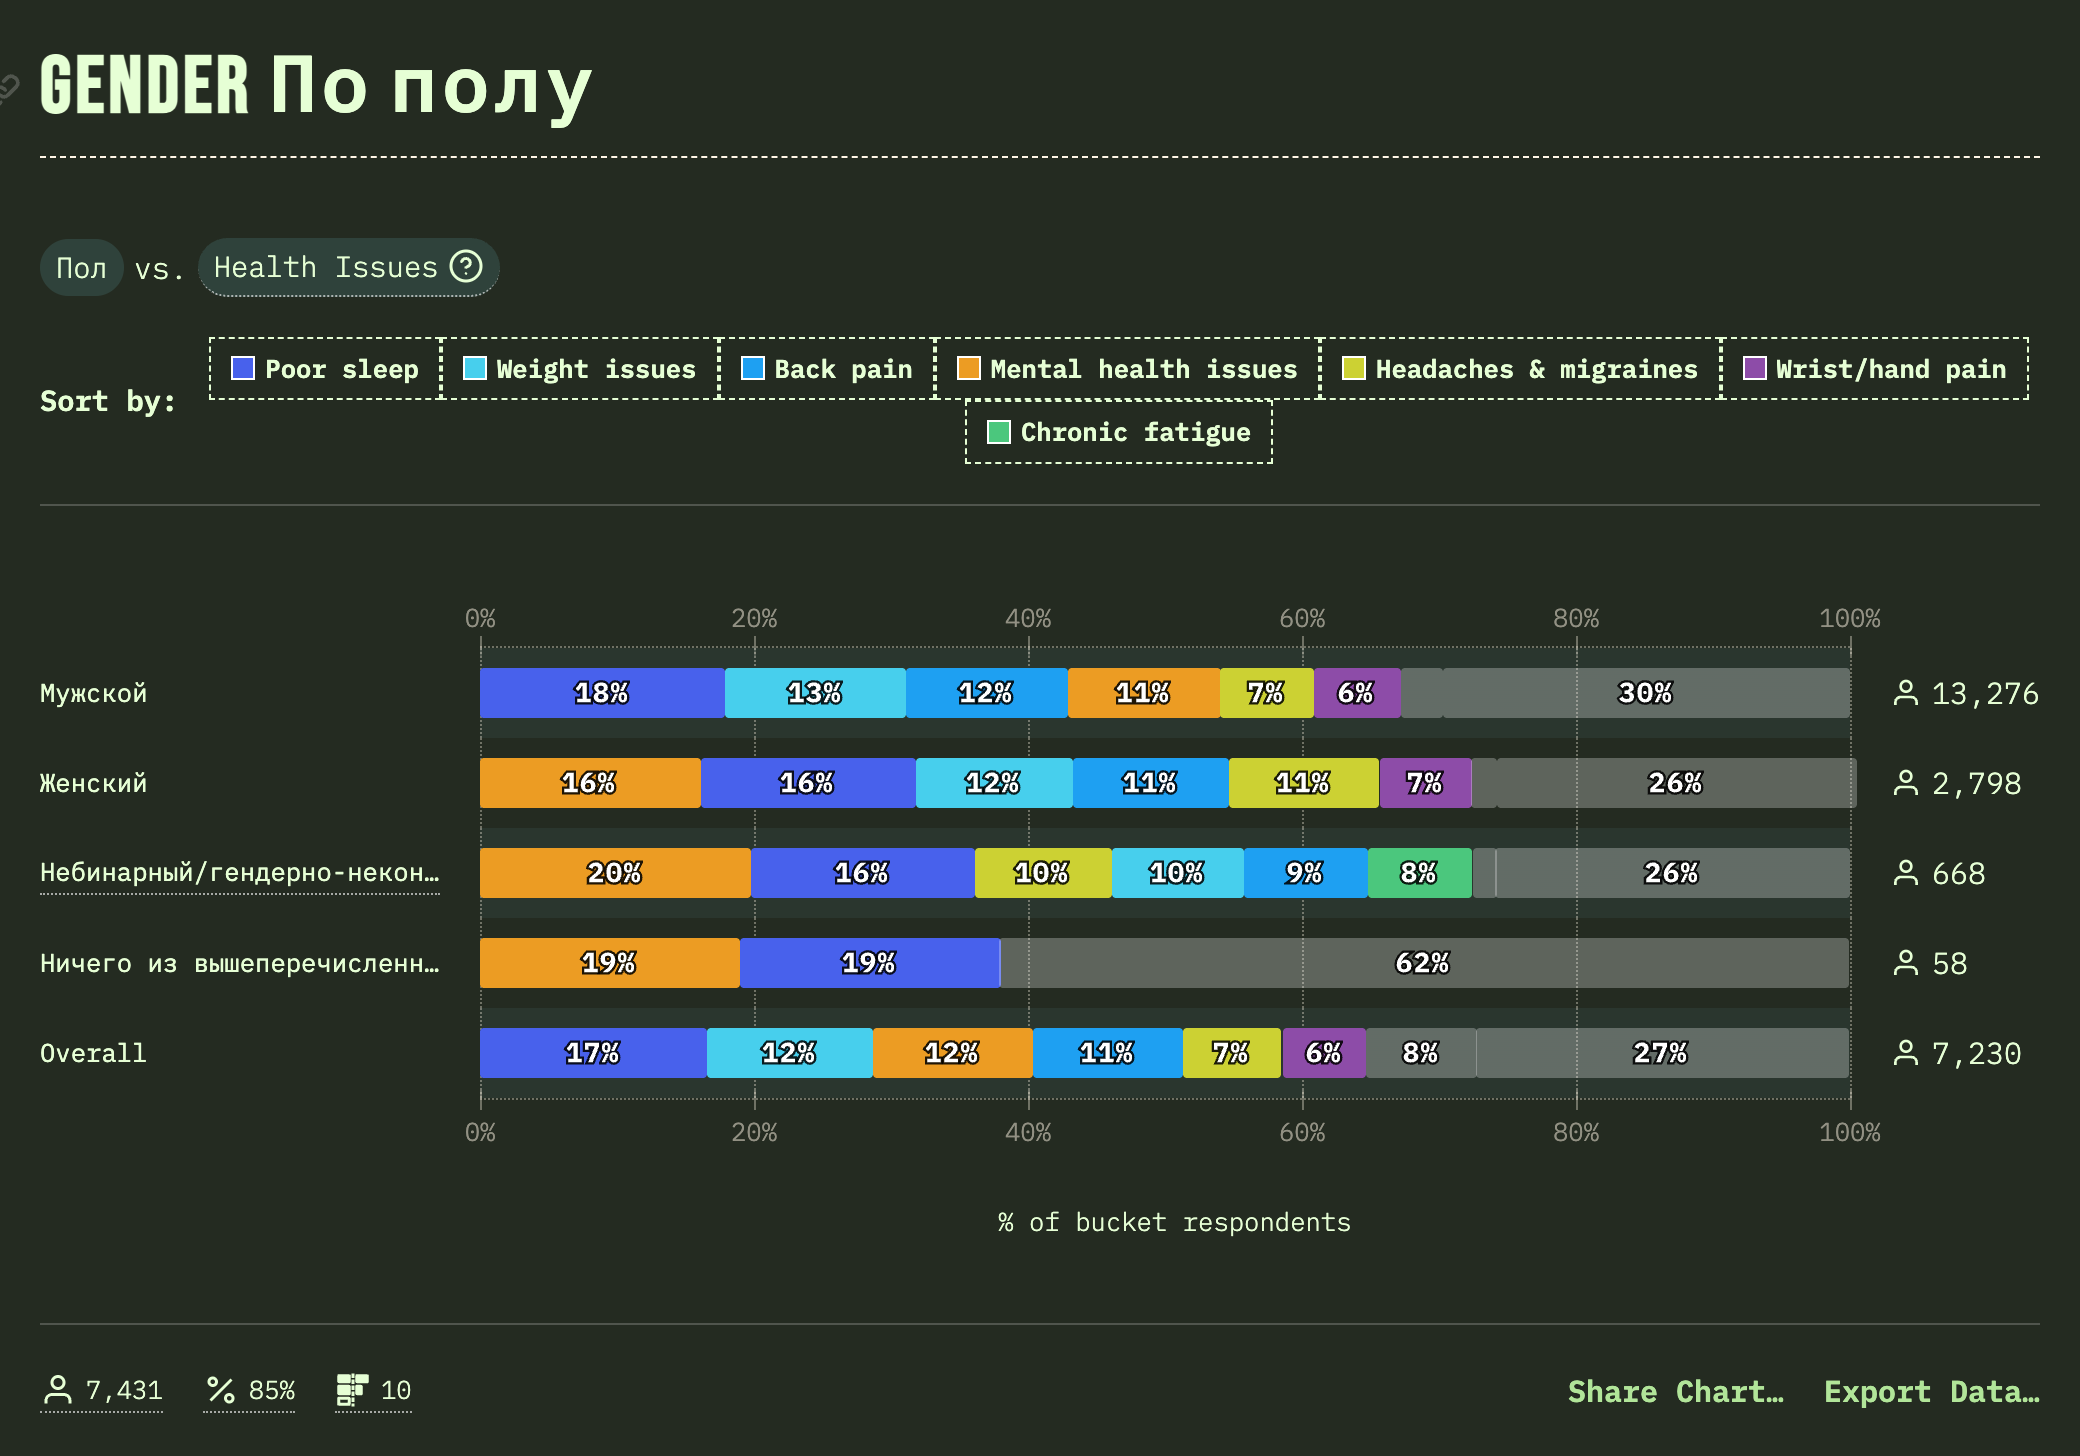 GENDER По полу
Пол vs. Health Issues ?
Sort by:
Poor sleep Weight issues Back pain Mental health issues Headaches & migraines Wrist/hand pain
Chronic fatigue
0% 20% 40% 60% 80% 100%
Мужской 18% 13% 12% 11% 7% 6% 30% 13,276
Женский 16% 16% 12% 11% 11% 7% 26% 2,798
Небинарный/гендерно-некон… 20% 16% 10% 10% 9% 8% 26% 668
Ничего из вышеперечисленн… 19% 19% 62% 58
Overall 17% 12% 12% 11% 7% 6% 8% 27% 7,230
0% 20% 40% 60% 80% 100%
% of bucket respondents
7,431 85% 10 Share Chart… Export Data…